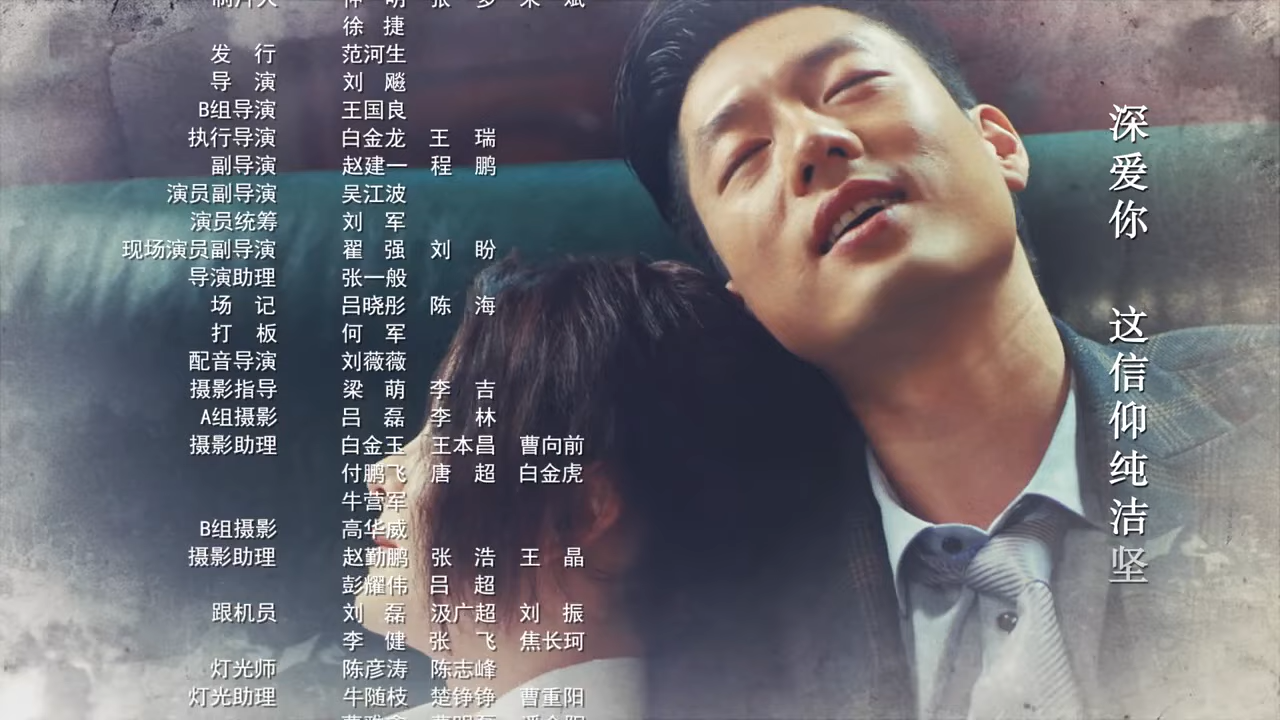 制片人 仲 明 张 多 宋 斌
徐 捷
发 行 范河生
导 演 刘 飚
B组导演 王国良
执行导演 白金龙 王 瑞
副导演 赵建一 程 鹏
演员副导演 吴江波
演员统筹 刘 军
现场演员副导演 翟 强 刘 盼
导演助理 张一般
场 记 吕晓彤 陈 海
打 板 何 军
配音导演 刘薇薇
摄影指导 梁 萌 李 吉
A组摄影 吕 磊 李 林
摄影助理 白金玉 王本昌 曹向前
付鹏飞 唐 超 白金虎
牛营军
B组摄影 高华威
摄影助理 赵勤鹏 张 浩 王 晶
彭耀伟 吕 超
跟机员 刘 磊 汲广超 刘 振
李 健 张 飞 焦长珂
灯光师 陈彦涛 陈志峰
灯光助理 牛随枝 楚铮铮 曹重阳
深爱你 这信仰纯洁坚